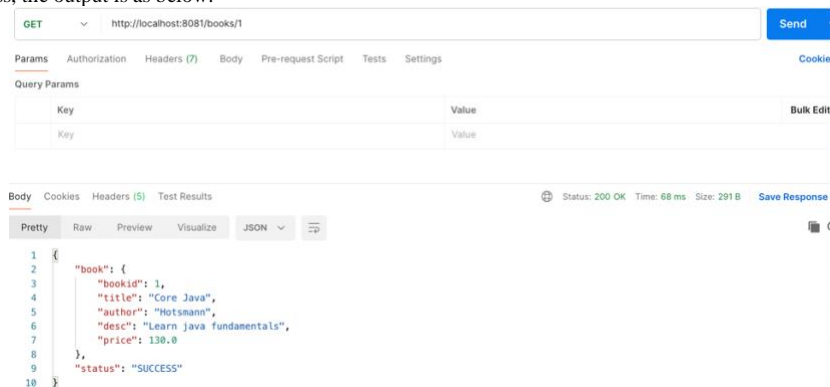 ss, the output is as below:
GET http://localhost:8081/books/1 Send
Params Authorization Headers (7) Body Pre-request Script Tests Settings Cookie
Query Params
Key Value Bulk Edit
Key Value
Body Cookies Headers (5) Test Results Status: 200 OK Time: 68 ms Size: 291 B Save Response
Pretty Raw Preview Visualize JSON
1 {
2 "book": {
3 "bookid": 1,
4 "title": "Core Java",
5 "author": "Hotsmann",
6 "desc": "Learn java fundamentals",
7 "price": 130.0
8 },
9 "status": "SUCCESS"
10 }